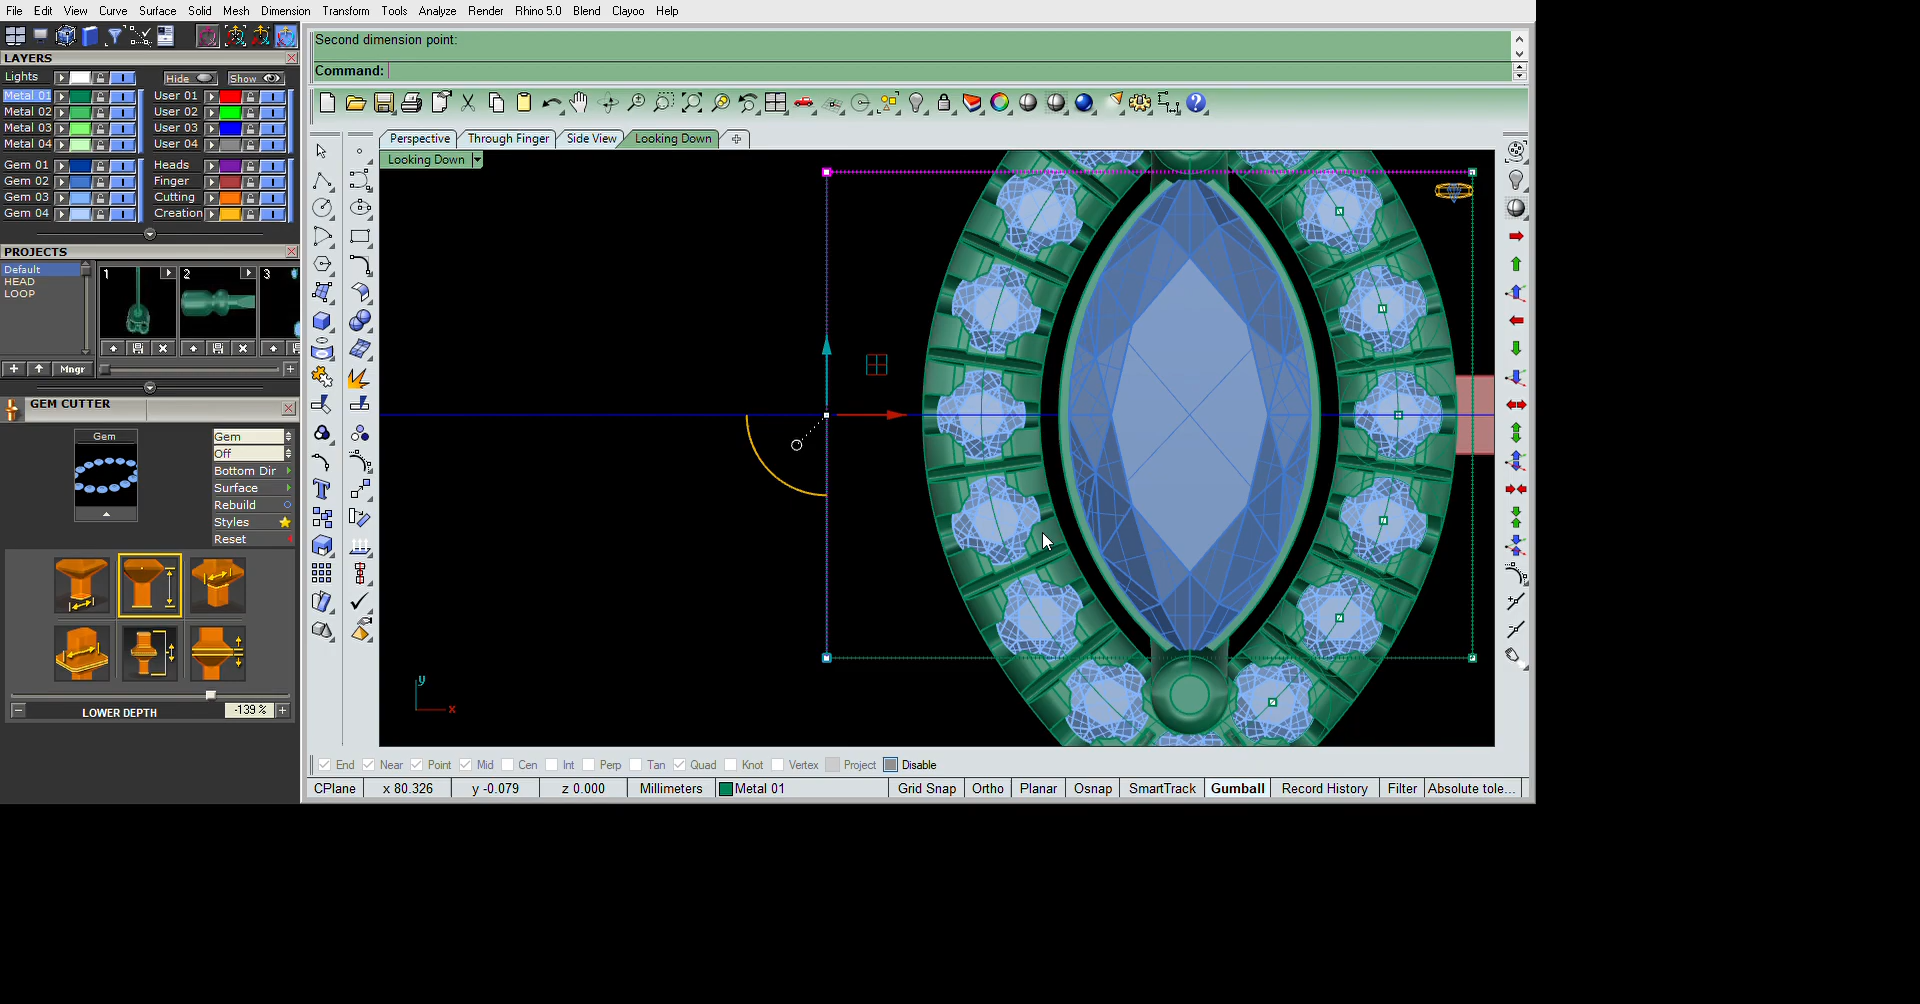 File Edit View Curve Surface Solid Mesh Dimension Transform Tools Analyze Render Rhino 5.0 Blend Clayoo Help
Second dimension point:
Command:
LAYERS
Lights Hide Show
Metal 01 User 01
Metal 02 User 02
Metal 03 User 03
Metal 04 User 04
Gem 01 Heads
Gem 02 Finger
Gem 03 Cutting
Gem 04 Creation
PROJECTS
Default
HEAD
LOOP
1 2 3
Mngr
GEM CUTTER
Gem
Gem
Off
Bottom Dir
Surface
Rebuild
Styles
Reset
LOWER DEPTH -139 %
Perspective Through Finger Side View Looking Down
Looking Down
y
x
End Near Point Mid Cen Int Perp Tan Quad Knot Vertex Project Disable
CPlane x 80.326 y -0.079 z 0.000 Millimeters Metal 01 Grid Snap Ortho Planar Osnap SmartTrack Gumball Record History Filter Absolute tole...